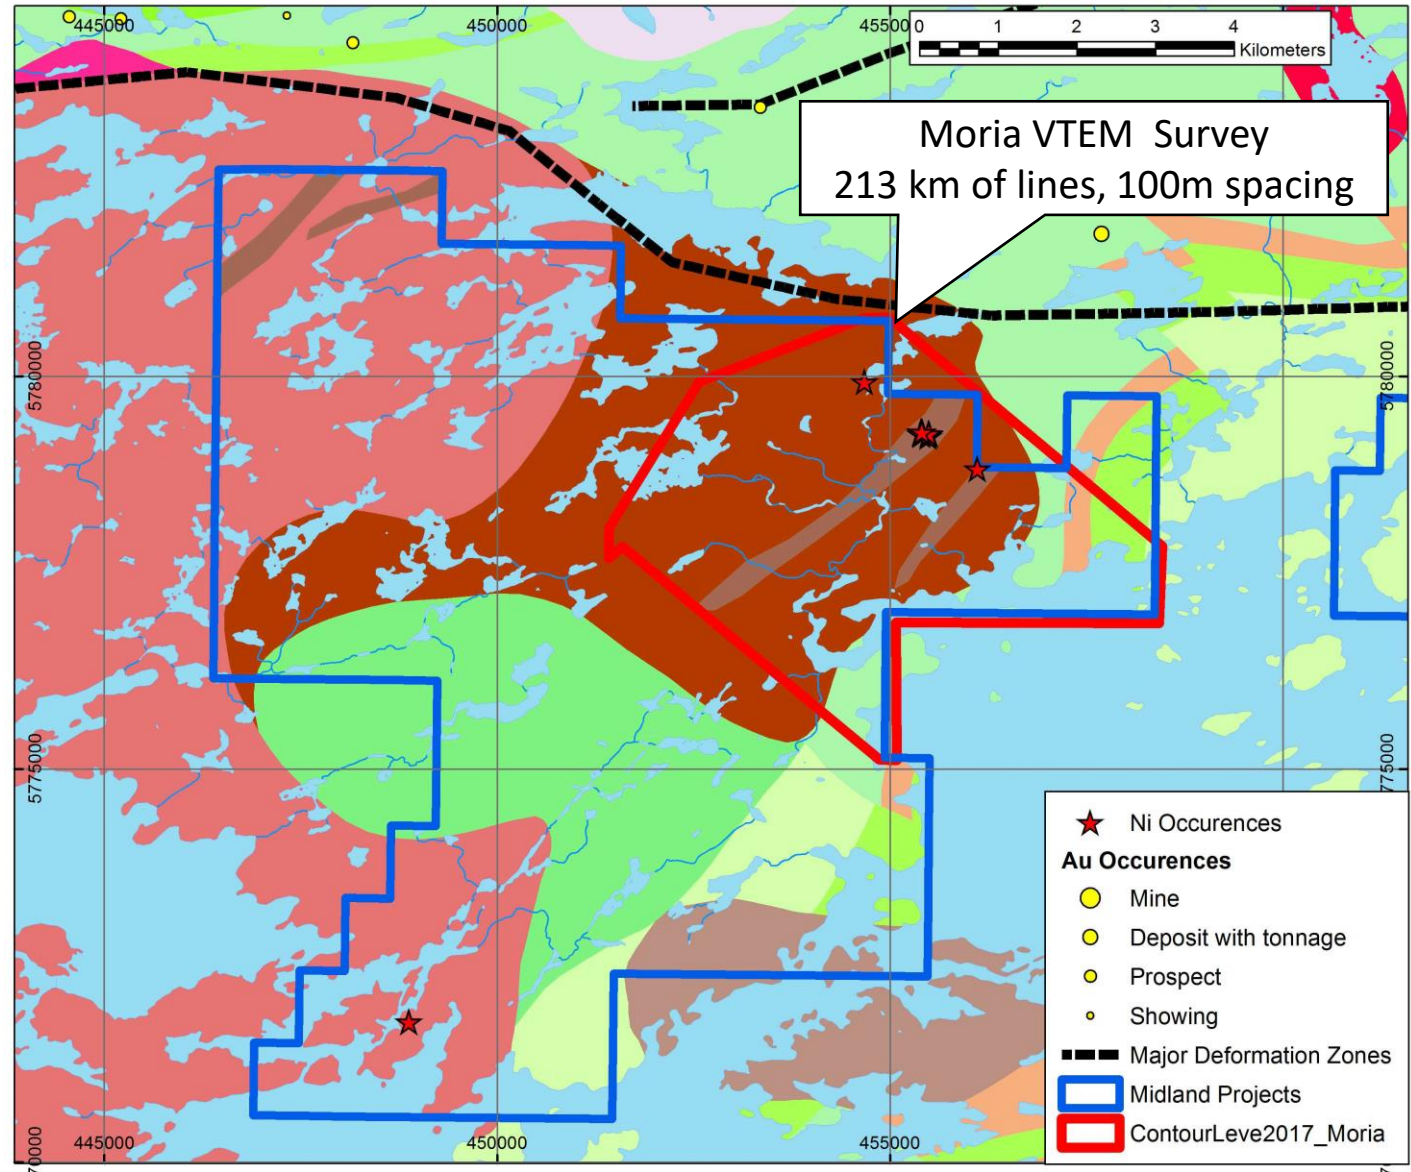 445000
450000
455000
0 1 2 3 4
Kilometers
Moria VTEM Survey
213 km of lines, 100m spacing
5780000
5780000
5775000
775000
Ni Occurences
Au Occurences
Mine
Deposit with tonnage
Prospect
Showing
Major Deformation Zones
Midland Projects
ContourLeve2017_Moria
70000
445000
450000
455000